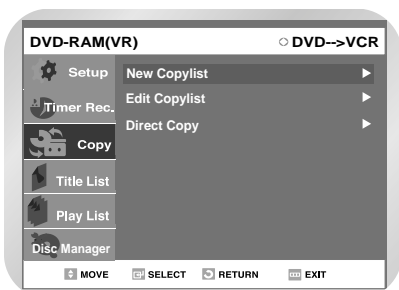 DVD-RAM(VR) DVD-->VCR
Setup
Timer Rec.
Copy
Title List
Play List
Disc Manager
New Copylist
Edit Copylist
Direct Copy
MOVE SELECT RETURN EXIT